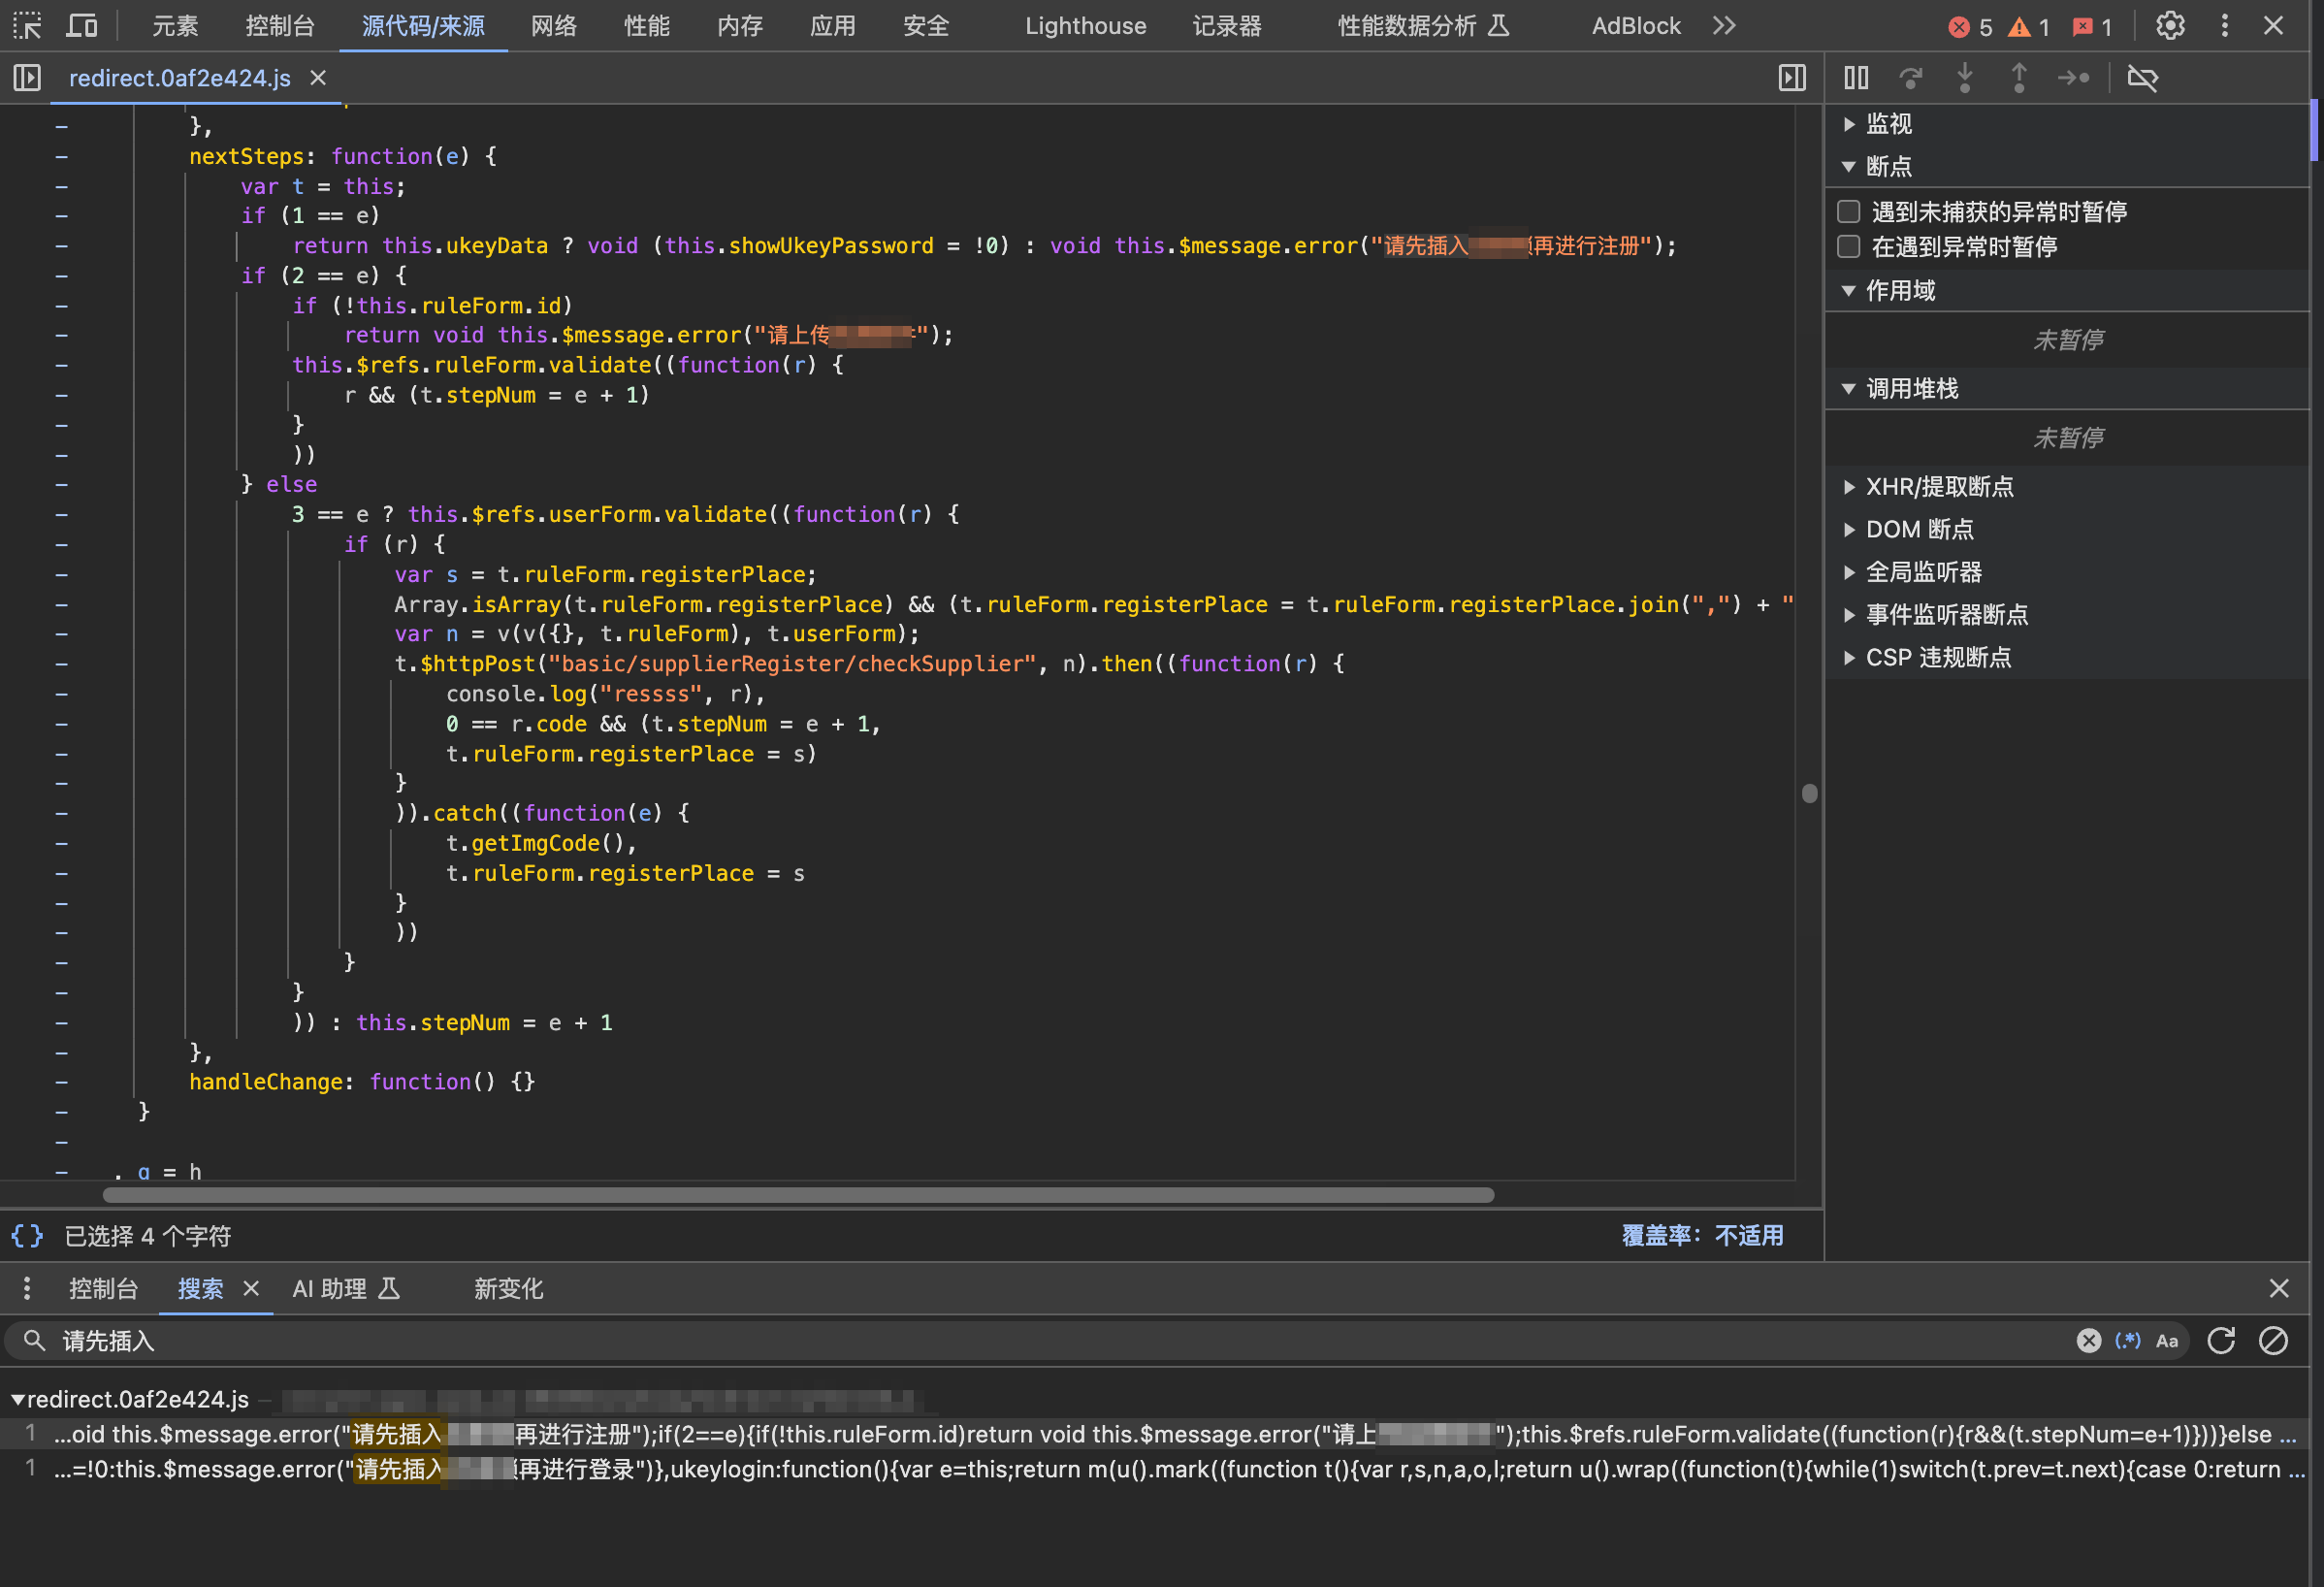 元素 控制台 源代码/来源 网络 性能 内存 应用 安全 Lighthouse 记录器 性能数据分析 AdBlock 5 1 1
redirect.0af2e424.js
},
nextSteps: function(e) {
var t = this;
if (1 == e)
return this.ukeyData ? void (this.showUkeyPassword = !0) : void this.$message.error("请先插入 再进行注册");
if (2 == e) {
if (!this.ruleForm.id)
return void this.$message.error("请上传 ");
this.$refs.ruleForm.validate((function(r) {
r && (t.stepNum = e + 1)
}
))
} else
3 == e ? this.$refs.userForm.validate((function(r) {
if (r) {
var s = t.ruleForm.registerPlace;
Array.isArray(t.ruleForm.registerPlace) && (t.ruleForm.registerPlace = t.ruleForm.registerPlace.join(",") + "
var n = v(v({}, t.ruleForm), t.userForm);
t.$httpPost("basic/supplierRegister/checkSupplier", n).then((function(r) {
console.log("ressss", r),
0 == r.code && (t.stepNum = e + 1,
t.ruleForm.registerPlace = s)
}
)).catch((function(e) {
t.getImgCode(),
t.ruleForm.registerPlace = s
}
))
}
}
)) : this.stepNum = e + 1
},
handleChange: function() {}
}
, g = h
{} 已选择 4 个字符 覆盖率：不适用
监视
断点
遇到未捕获的异常时暂停
在遇到异常时暂停
作用域
未暂停
调用堆栈
未暂停
XHR/提取断点
DOM 断点
全局监听器
事件监听器断点
CSP 违规断点
控制台 搜索 AI 助理 新变化
请先插入 (.*) Aa
redirect.0af2e424.js –
1 …oid this.$message.error("请先插入 再进行注册");if(2==e){if(!this.ruleForm.id)return void this.$message.error("请上 ");this.$refs.ruleForm.validate((function(r){r&&(t.stepNum=e+1)}))}else …
1 …=!0:this.$message.error("请先插入 再进行登录")},ukeylogin:function(){var e=this;return m(u().mark((function t(){var r,s,n,a,o,l;return u().wrap((function(t){while(1)switch(t.prev=t.next){case 0:return …